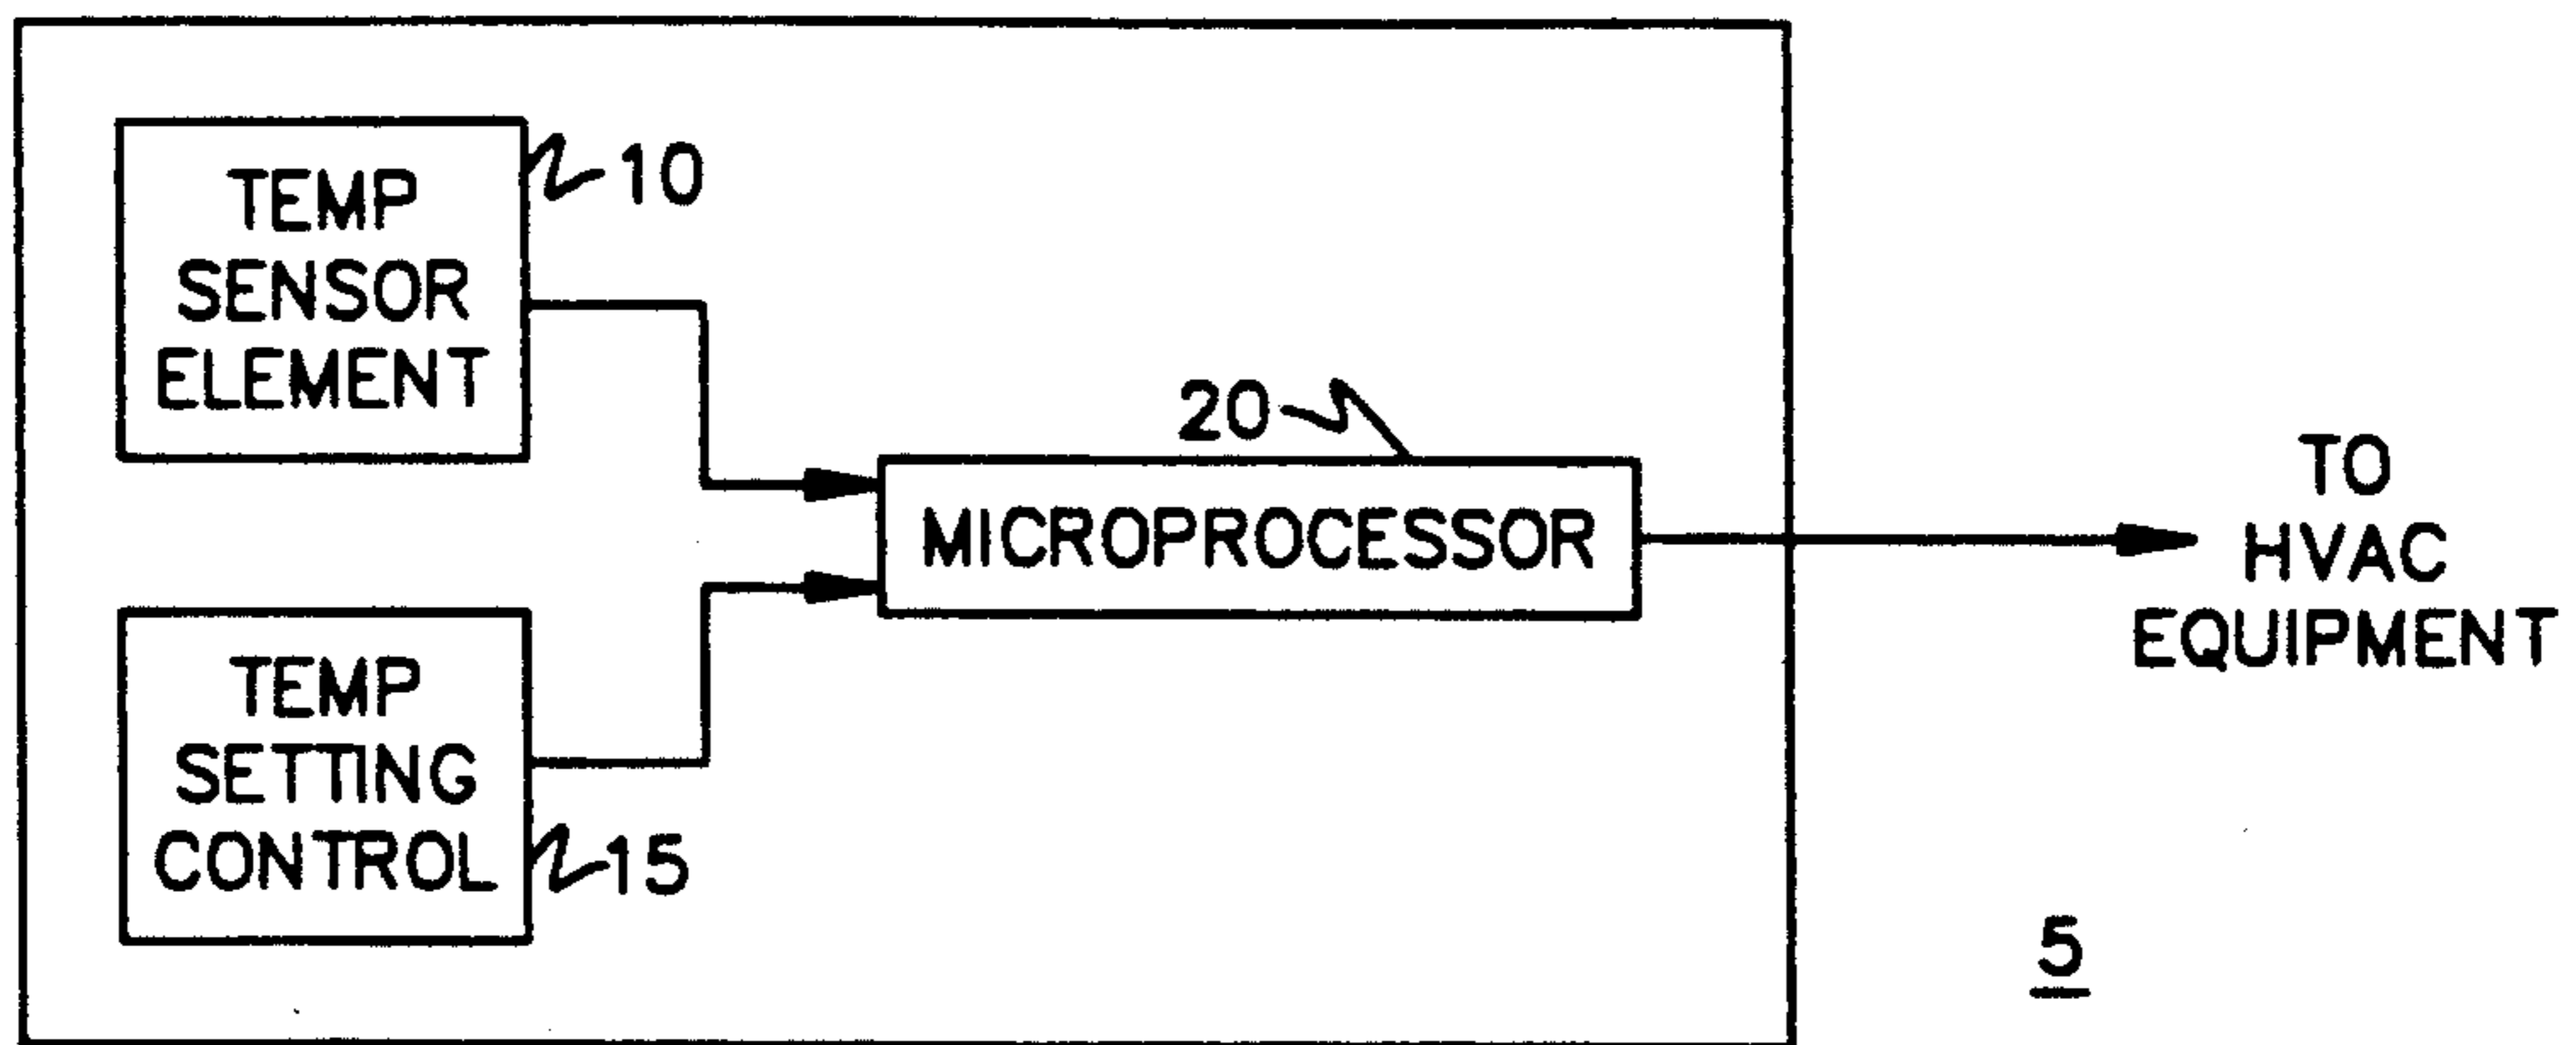 TEMP
SENSOR
ELEMENT
10
20
MICROPROCESSOR
TO
HVAC
EQUIPMENT
TEMP
SETTING
CONTROL
15
5